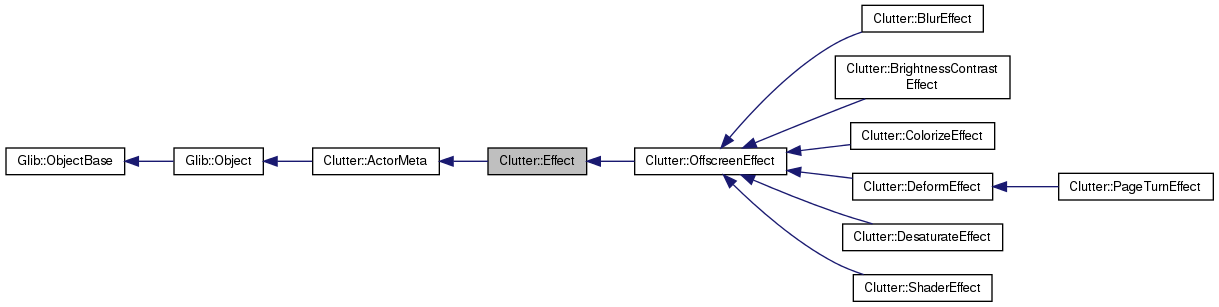 Clutter::BlurEffect
Clutter::BrightnessContrast
Effect
Clutter::ColorizeEffect
Glib::ObjectBase
Glib::Object
Clutter::ActorMeta
Clutter::Effect
Clutter::OffscreenEffect
Clutter::DeformEffect
Clutter::PageTurnEffect
Clutter::DesaturateEffect
Clutter::ShaderEffect